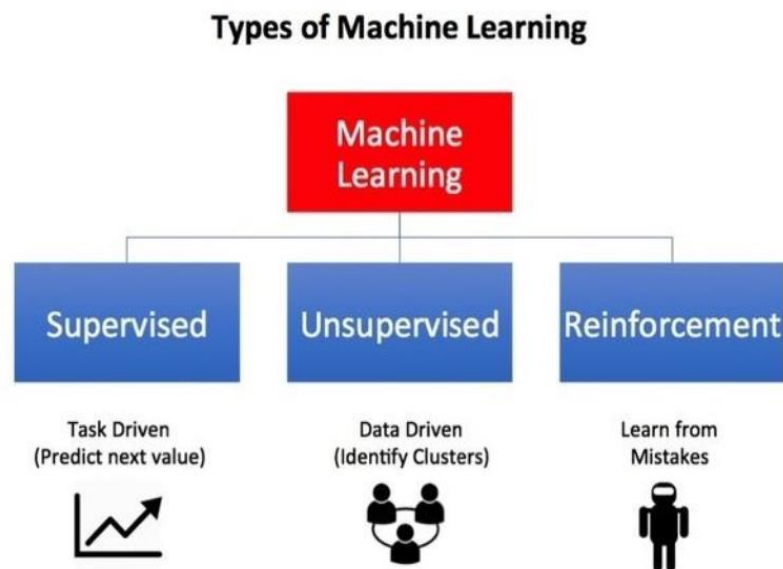 Types of Machine Learning
Machine
Learning
Supervised
Unsupervised
Reinforcement
Task Driven
(Predict next value)
Data Driven
(Identify Clusters)
Learn from
Mistakes